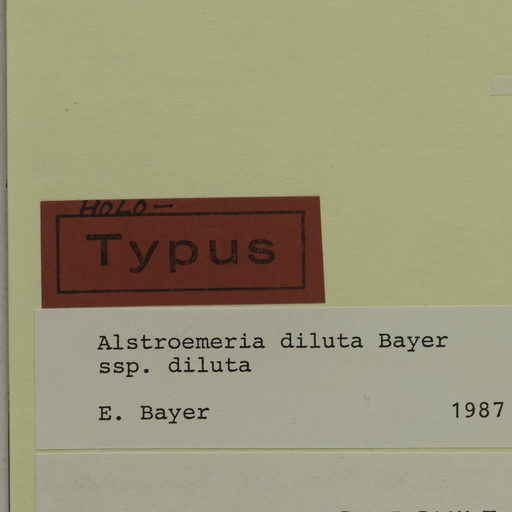 HOLO—
Typus
Alstroemeria diluta Bayer
ssp. diluta
E. Bayer 1987